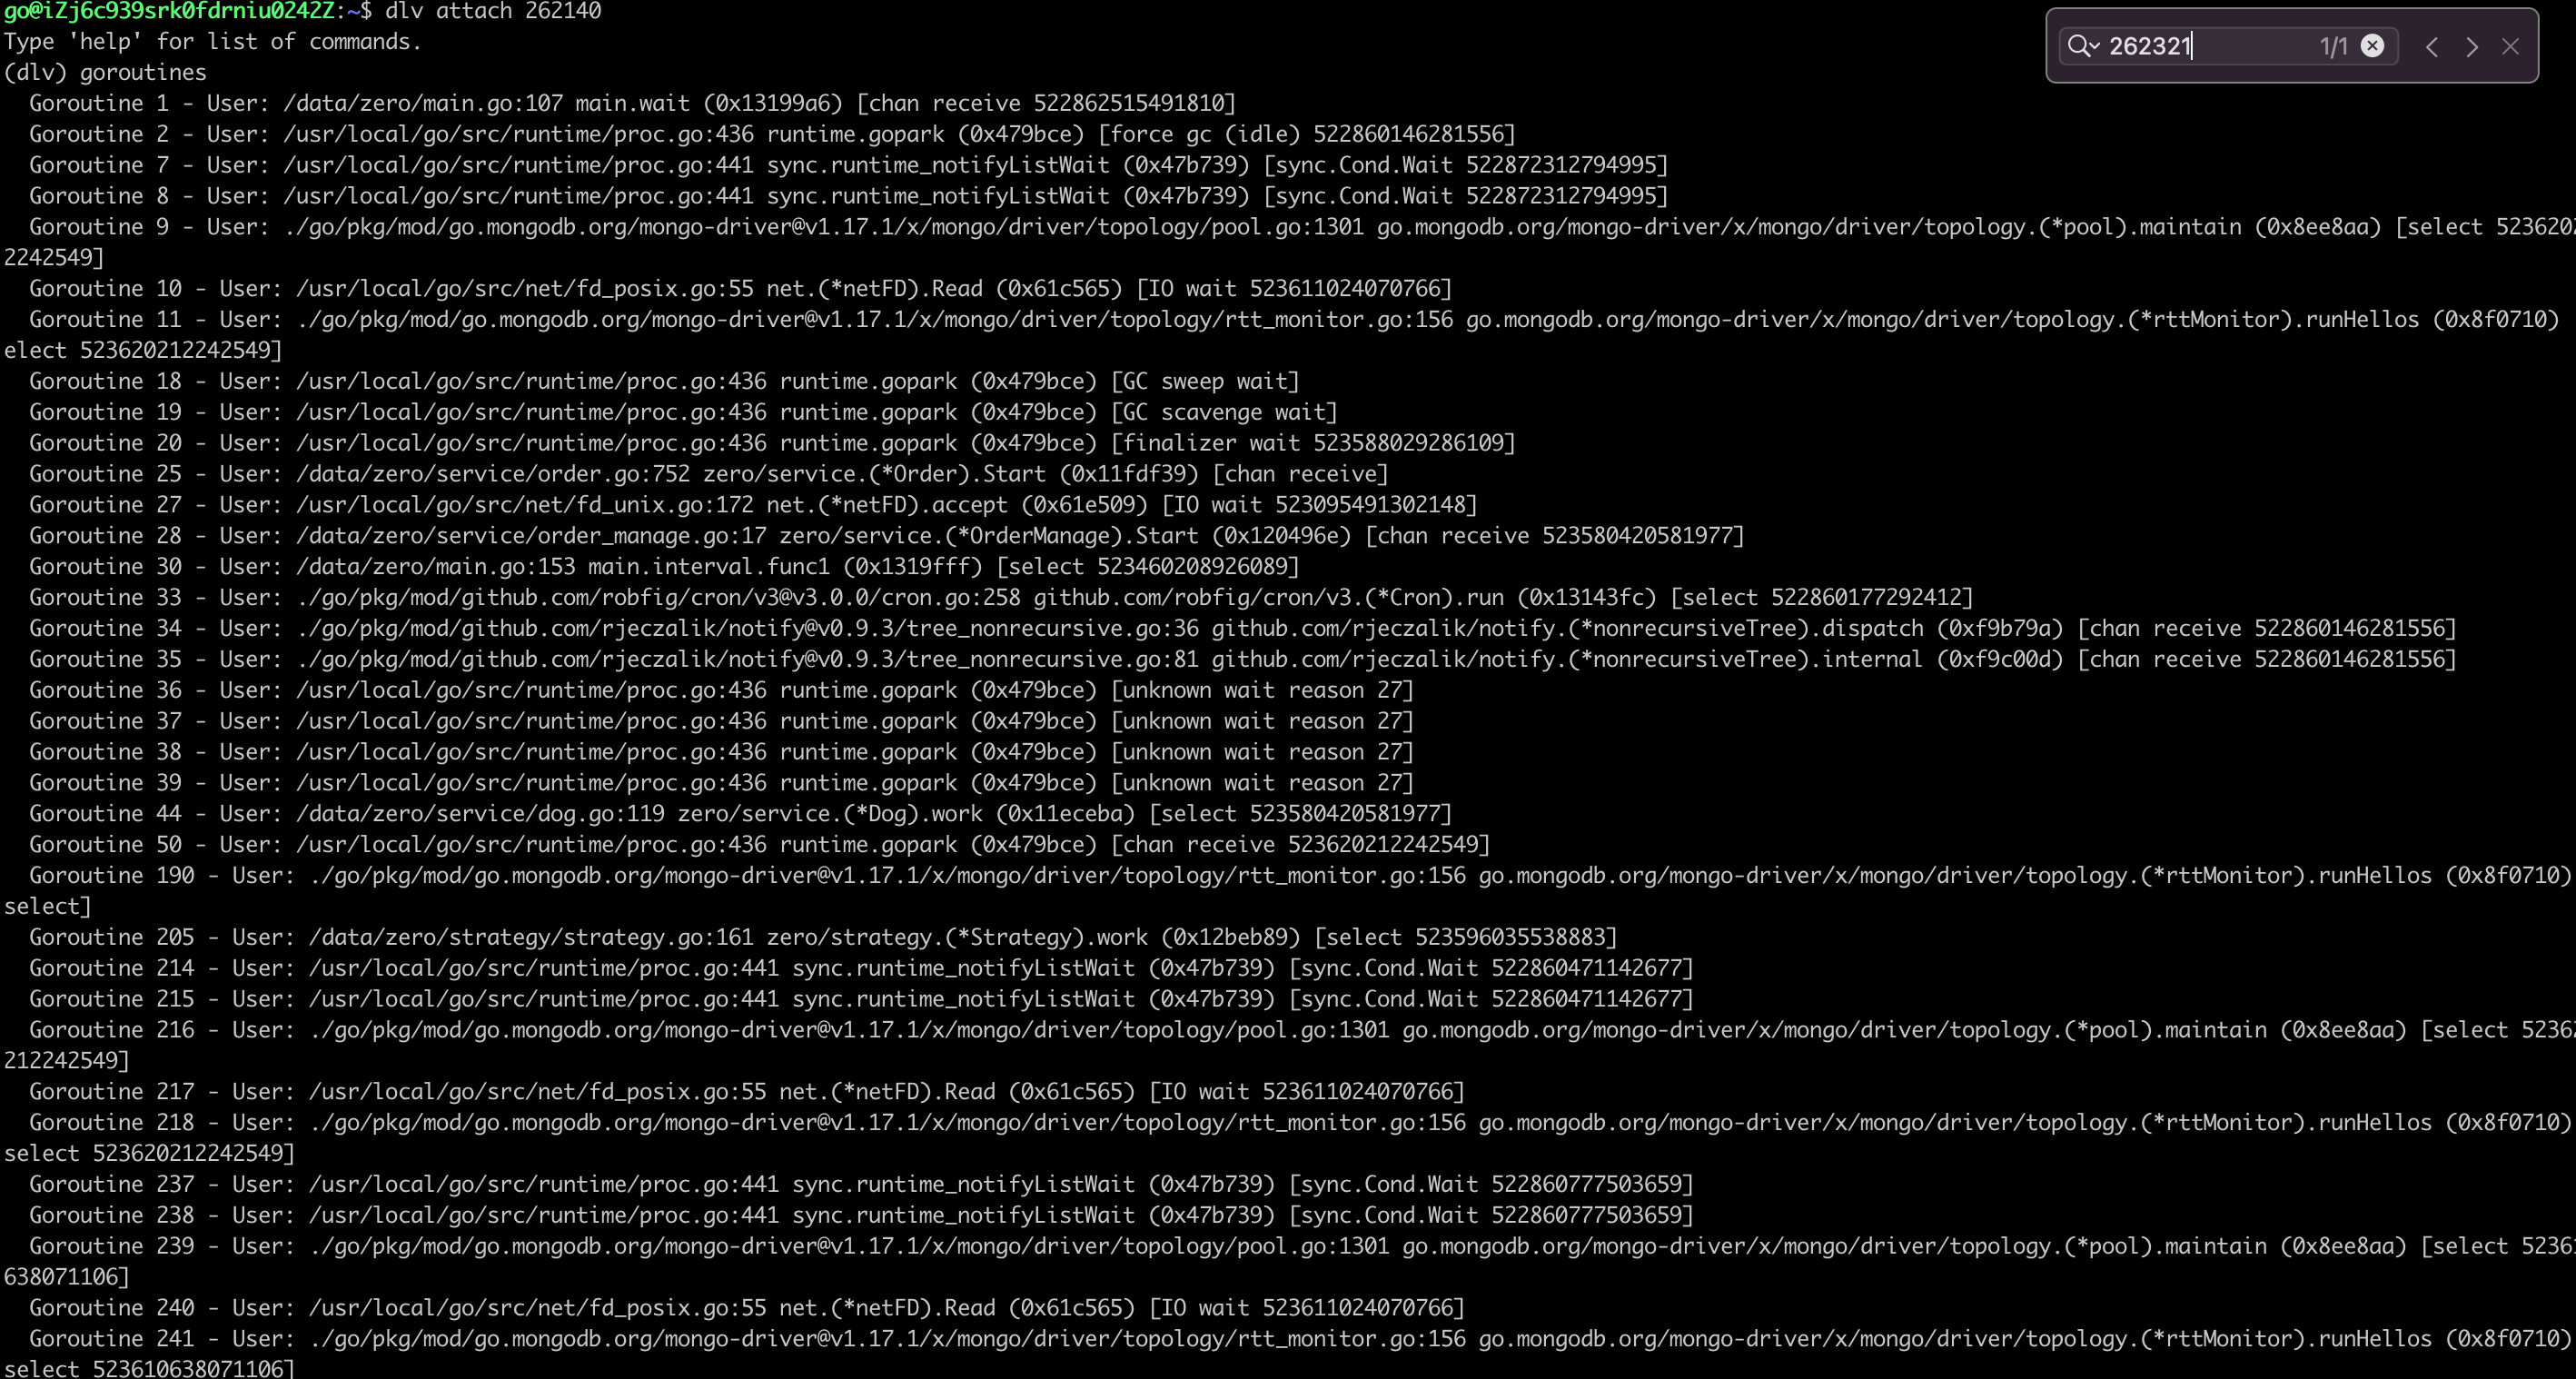 go@iZj6c939srk0fdrniu0242Z:~$ dlv attach 262140
262321 1/1
Type 'help' for list of commands.
(dlv) goroutines
  Goroutine 1 - User: /data/zero/main.go:107 main.wait (0x13199a6) [chan receive 522862515491810]
  Goroutine 2 - User: /usr/local/go/src/runtime/proc.go:436 runtime.gopark (0x479bce) [force gc (idle) 522860146281556]
  Goroutine 7 - User: /usr/local/go/src/runtime/proc.go:441 sync.runtime_notifyListWait (0x47b739) [sync.Cond.Wait 522872312794995]
  Goroutine 8 - User: /usr/local/go/src/runtime/proc.go:441 sync.runtime_notifyListWait (0x47b739) [sync.Cond.Wait 522872312794995]
  Goroutine 9 - User: ./go/pkg/mod/go.mongodb.org/mongo-driver@v1.17.1/x/mongo/driver/topology/pool.go:1301 go.mongodb.org/mongo-driver/x/mongo/driver/topology.(*pool).maintain (0x8ee8aa) [select 523620
2242549]
  Goroutine 10 - User: /usr/local/go/src/net/fd_posix.go:55 net.(*netFD).Read (0x61c565) [IO wait 523611024070766]
  Goroutine 11 - User: ./go/pkg/mod/go.mongodb.org/mongo-driver@v1.17.1/x/mongo/driver/topology/rtt_monitor.go:156 go.mongodb.org/mongo-driver/x/mongo/driver/topology.(*rttMonitor).runHellos (0x8f0710)
elect 523620212242549]
  Goroutine 18 - User: /usr/local/go/src/runtime/proc.go:436 runtime.gopark (0x479bce) [GC sweep wait]
  Goroutine 19 - User: /usr/local/go/src/runtime/proc.go:436 runtime.gopark (0x479bce) [GC scavenge wait]
  Goroutine 20 - User: /usr/local/go/src/runtime/proc.go:436 runtime.gopark (0x479bce) [finalizer wait 523588029286109]
  Goroutine 25 - User: /data/zero/service/order.go:752 zero/service.(*Order).Start (0x11fdf39) [chan receive]
  Goroutine 27 - User: /usr/local/go/src/net/fd_unix.go:172 net.(*netFD).accept (0x61e509) [IO wait 523095491302148]
  Goroutine 28 - User: /data/zero/service/order_manage.go:17 zero/service.(*OrderManage).Start (0x120496e) [chan receive 523580420581977]
  Goroutine 30 - User: /data/zero/main.go:153 main.interval.func1 (0x1319fff) [select 523460208926089]
  Goroutine 33 - User: ./go/pkg/mod/github.com/robfig/cron/v3@v3.0.0/cron.go:258 github.com/robfig/cron/v3.(*Cron).run (0x13143fc) [select 522860177292412]
  Goroutine 34 - User: ./go/pkg/mod/github.com/rjeczalik/notify@v0.9.3/tree_nonrecursive.go:36 github.com/rjeczalik/notify.(*nonrecursiveTree).dispatch (0xf9b79a) [chan receive 522860146281556]
  Goroutine 35 - User: ./go/pkg/mod/github.com/rjeczalik/notify@v0.9.3/tree_nonrecursive.go:81 github.com/rjeczalik/notify.(*nonrecursiveTree).internal (0xf9c00d) [chan receive 522860146281556]
  Goroutine 36 - User: /usr/local/go/src/runtime/proc.go:436 runtime.gopark (0x479bce) [unknown wait reason 27]
  Goroutine 37 - User: /usr/local/go/src/runtime/proc.go:436 runtime.gopark (0x479bce) [unknown wait reason 27]
  Goroutine 38 - User: /usr/local/go/src/runtime/proc.go:436 runtime.gopark (0x479bce) [unknown wait reason 27]
  Goroutine 39 - User: /usr/local/go/src/runtime/proc.go:436 runtime.gopark (0x479bce) [unknown wait reason 27]
  Goroutine 44 - User: /data/zero/service/dog.go:119 zero/service.(*Dog).work (0x11eceba) [select 523580420581977]
  Goroutine 50 - User: /usr/local/go/src/runtime/proc.go:436 runtime.gopark (0x479bce) [chan receive 523620212242549]
  Goroutine 190 - User: ./go/pkg/mod/go.mongodb.org/mongo-driver@v1.17.1/x/mongo/driver/topology/rtt_monitor.go:156 go.mongodb.org/mongo-driver/x/mongo/driver/topology.(*rttMonitor).runHellos (0x8f0710)
select]
  Goroutine 205 - User: /data/zero/strategy/strategy.go:161 zero/strategy.(*Strategy).work (0x12beb89) [select 523596035538883]
  Goroutine 214 - User: /usr/local/go/src/runtime/proc.go:441 sync.runtime_notifyListWait (0x47b739) [sync.Cond.Wait 522860471142677]
  Goroutine 215 - User: /usr/local/go/src/runtime/proc.go:441 sync.runtime_notifyListWait (0x47b739) [sync.Cond.Wait 522860471142677]
  Goroutine 216 - User: ./go/pkg/mod/go.mongodb.org/mongo-driver@v1.17.1/x/mongo/driver/topology/pool.go:1301 go.mongodb.org/mongo-driver/x/mongo/driver/topology.(*pool).maintain (0x8ee8aa) [select 5236
212242549]
  Goroutine 217 - User: /usr/local/go/src/net/fd_posix.go:55 net.(*netFD).Read (0x61c565) [IO wait 523611024070766]
  Goroutine 218 - User: ./go/pkg/mod/go.mongodb.org/mongo-driver@v1.17.1/x/mongo/driver/topology/rtt_monitor.go:156 go.mongodb.org/mongo-driver/x/mongo/driver/topology.(*rttMonitor).runHellos (0x8f0710)
select 523620212242549]
  Goroutine 237 - User: /usr/local/go/src/runtime/proc.go:441 sync.runtime_notifyListWait (0x47b739) [sync.Cond.Wait 522860777503659]
  Goroutine 238 - User: /usr/local/go/src/runtime/proc.go:441 sync.runtime_notifyListWait (0x47b739) [sync.Cond.Wait 522860777503659]
  Goroutine 239 - User: ./go/pkg/mod/go.mongodb.org/mongo-driver@v1.17.1/x/mongo/driver/topology/pool.go:1301 go.mongodb.org/mongo-driver/x/mongo/driver/topology.(*pool).maintain (0x8ee8aa) [select 5236
638071106]
  Goroutine 240 - User: /usr/local/go/src/net/fd_posix.go:55 net.(*netFD).Read (0x61c565) [IO wait 523611024070766]
  Goroutine 241 - User: ./go/pkg/mod/go.mongodb.org/mongo-driver@v1.17.1/x/mongo/driver/topology/rtt_monitor.go:156 go.mongodb.org/mongo-driver/x/mongo/driver/topology.(*rttMonitor).runHellos (0x8f0710)
select 523610638071106]